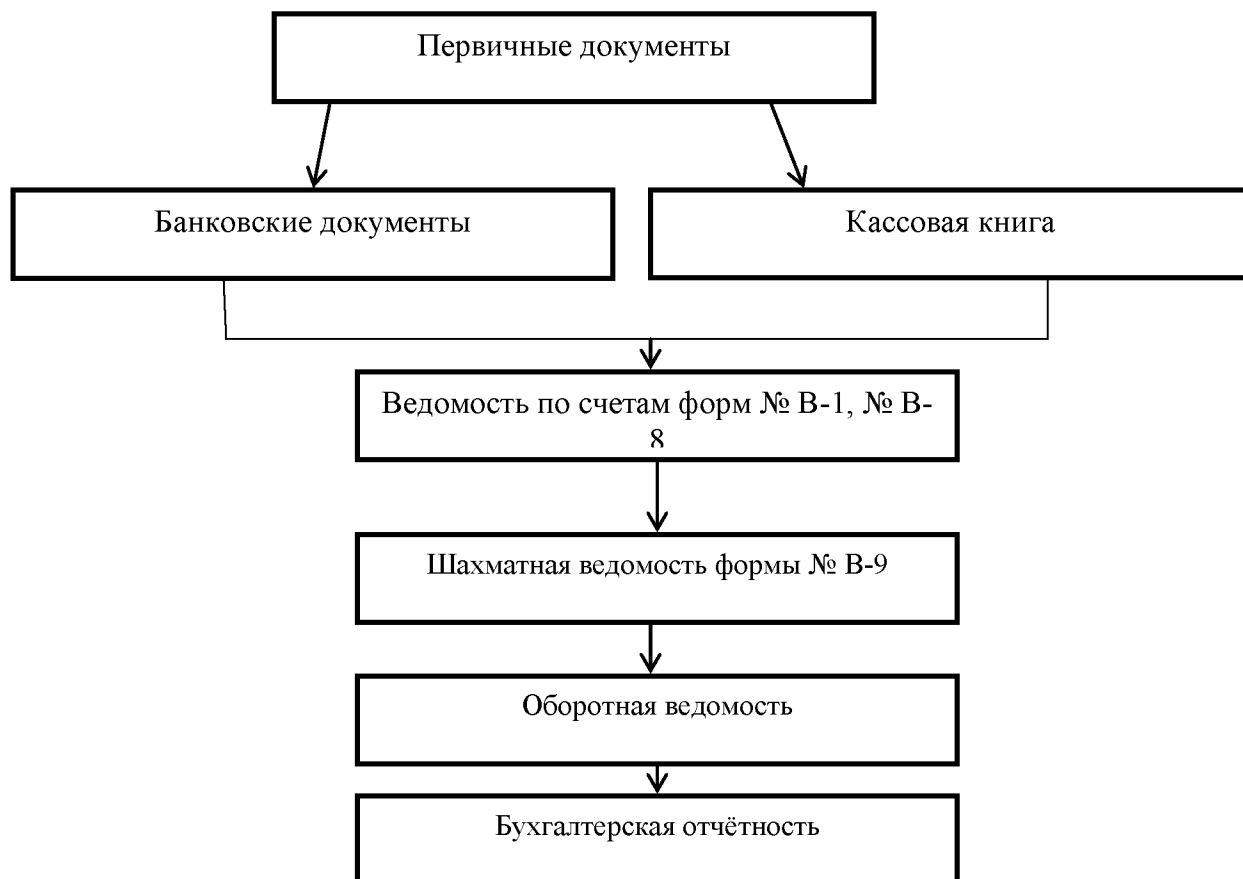 Первичные документы
Банковские документы
Кассовая книга
Ведомость по счетам форм № В-1, № В-
8
Шахматная ведомость формы № В-9
Оборотная ведомость
Бухгалтерская отчётность